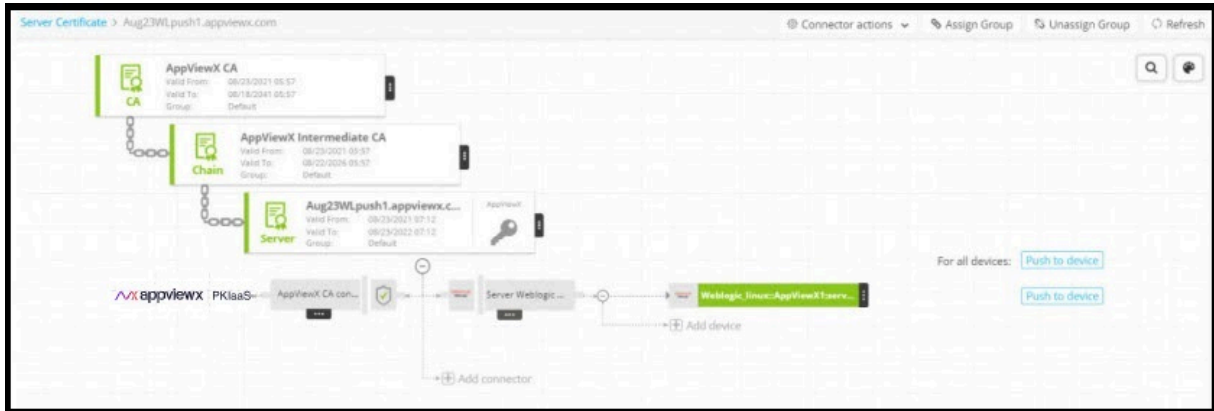 Server Certificate > Aug23WLpush1.appviewx.com
Connector actions
Assign Group
Unassign Group
Refresh
AppViewX CA
Valid From: 08/23/2021 05:57
Valid To: 08/18/2041 05:57
Group: Default
CA
AppViewX Intermediate CA
Valid From: 08/23/2021 05:57
Valid To: 08/22/2026 05:57
Group: Default
Chain
Aug23WLpush1.appviewx.c...
Valid From: 08/23/2021 07:12
Valid To: 08/23/2022 07:12
Group: Default
Server
AppViewX
For all devices: Push to device
appviewx PKIaaS
AppViewX CA con...
Server Weblogic ...
Weblogic_linux::AppViewX1:serv...
Push to device
Add device
Add connector